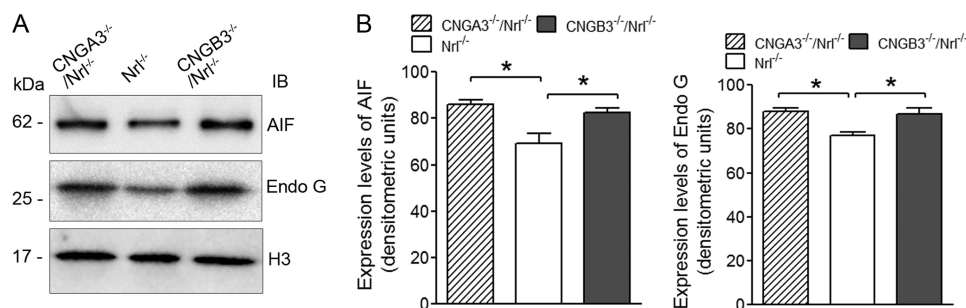 A
CNGA3-/-
/Nrl-/-
Nrl-/-
CNGB3-/-
/Nrl-/-
kDa
IB
62 -
AIF
25 -
Endo G
17 -
H3
B
CNGA3-/-/Nrl-/- CNGB3-/-/Nrl-/-
Nrl-/-
Expression levels of AIF
(densitometric units)
100
80
60
40
20
0
*
*
CNGA3-/-/Nrl-/- CNGB3-/-/Nrl-/-
Nrl-/-
Expression levels of Endo G
(densitometric units)
100
80
60
40
20
0
*
*